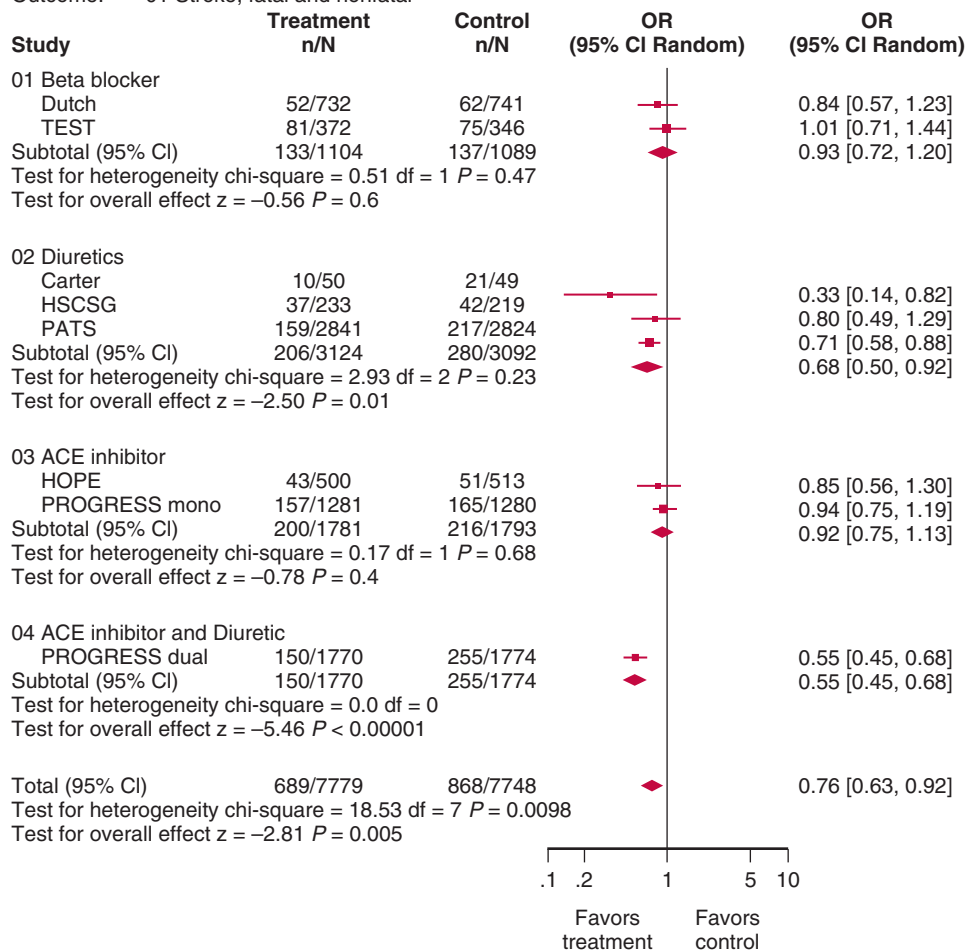 Outcome: 01 Stroke, fatal and nonfatal
Treatment Control OR OR
Study n/N n/N (95% CI Random) (95% CI Random)
01 Beta blocker
Dutch 52/732 62/741 0.84 [0.57, 1.23]
TEST 81/372 75/346 1.01 [0.71, 1.44]
Subtotal (95% CI) 133/1104 137/1089 0.93 [0.72, 1.20]
Test for heterogeneity chi-square = 0.51 df = 1 P = 0.47
Test for overall effect z = –0.56 P = 0.6
02 Diuretics
Carter 10/50 21/49 0.33 [0.14, 0.82]
HSCSG 37/233 42/219 0.80 [0.49, 1.29]
PATS 159/2841 217/2824 0.71 [0.58, 0.88]
Subtotal (95% CI) 206/3124 280/3092 0.68 [0.50, 0.92]
Test for heterogeneity chi-square = 2.93 df = 2 P = 0.23
Test for overall effect z = –2.50 P = 0.01
03 ACE inhibitor
HOPE 43/500 51/513 0.85 [0.56, 1.30]
PROGRESS mono 157/1281 165/1280 0.94 [0.75, 1.19]
Subtotal (95% CI) 200/1781 216/1793 0.92 [0.75, 1.13]
Test for heterogeneity chi-square = 0.17 df = 1 P = 0.68
Test for overall effect z = –0.78 P = 0.4
04 ACE inhibitor and Diuretic
PROGRESS dual 150/1770 255/1774 0.55 [0.45, 0.68]
Subtotal (95% CI) 150/1770 255/1774 0.55 [0.45, 0.68]
Test for heterogeneity chi-square = 0.0 df = 0
Test for overall effect z = –5.46 P < 0.00001
Total (95% CI) 689/7779 868/7748 0.76 [0.63, 0.92]
Test for heterogeneity chi-square = 18.53 df = 7 P = 0.0098
Test for overall effect z = –2.81 P = 0.005
.1 .2 1 5 10
Favors Favors
treatment control